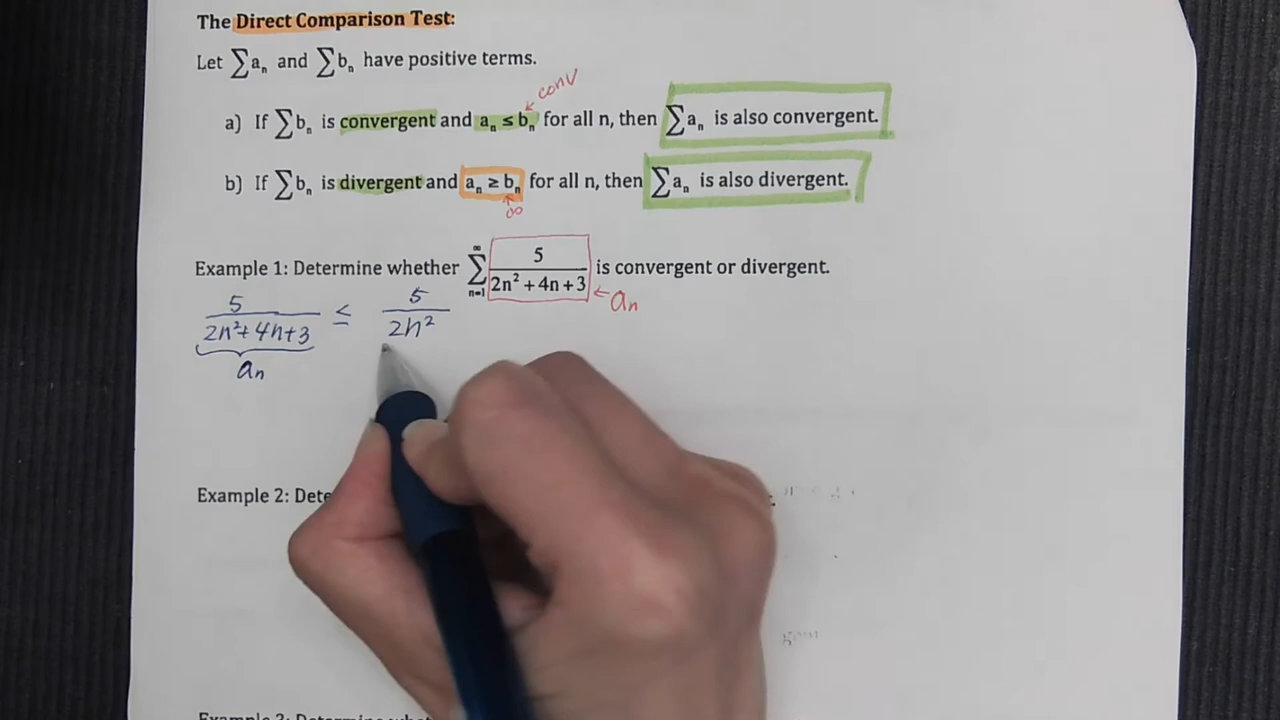 The Direct Comparison Test:
Let ∑aₙ and ∑bₙ have positive terms.
conv
a) If ∑bₙ is convergent and aₙ ≤ bₙ for all n, then ∑aₙ is also convergent.
b) If ∑bₙ is divergent and aₙ ≥ bₙ for all n, then ∑aₙ is also divergent.
∞
Example 1: Determine whether ∑_{n=1}^{∞} 5/(2n² + 4n + 3) is convergent or divergent.
aₙ
5/(2n²+4n+3) ≤ 5/(2n²)
aₙ
Example 2: